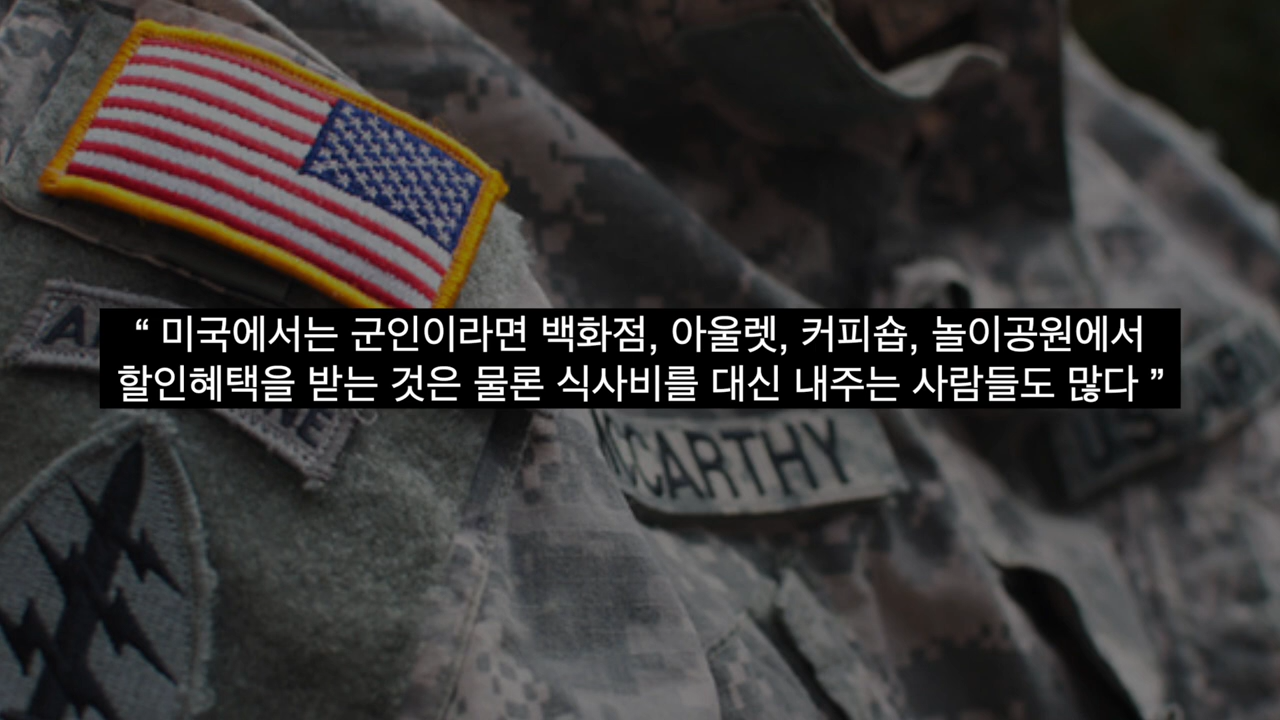 “ 미국에서는 군인이라면 백화점, 아울렛, 커피숍, 놀이공원에서
할인혜택을 받는 것은 물론 식사비를 대신 내주는 사람들도 많다 ”
MCCARTHY